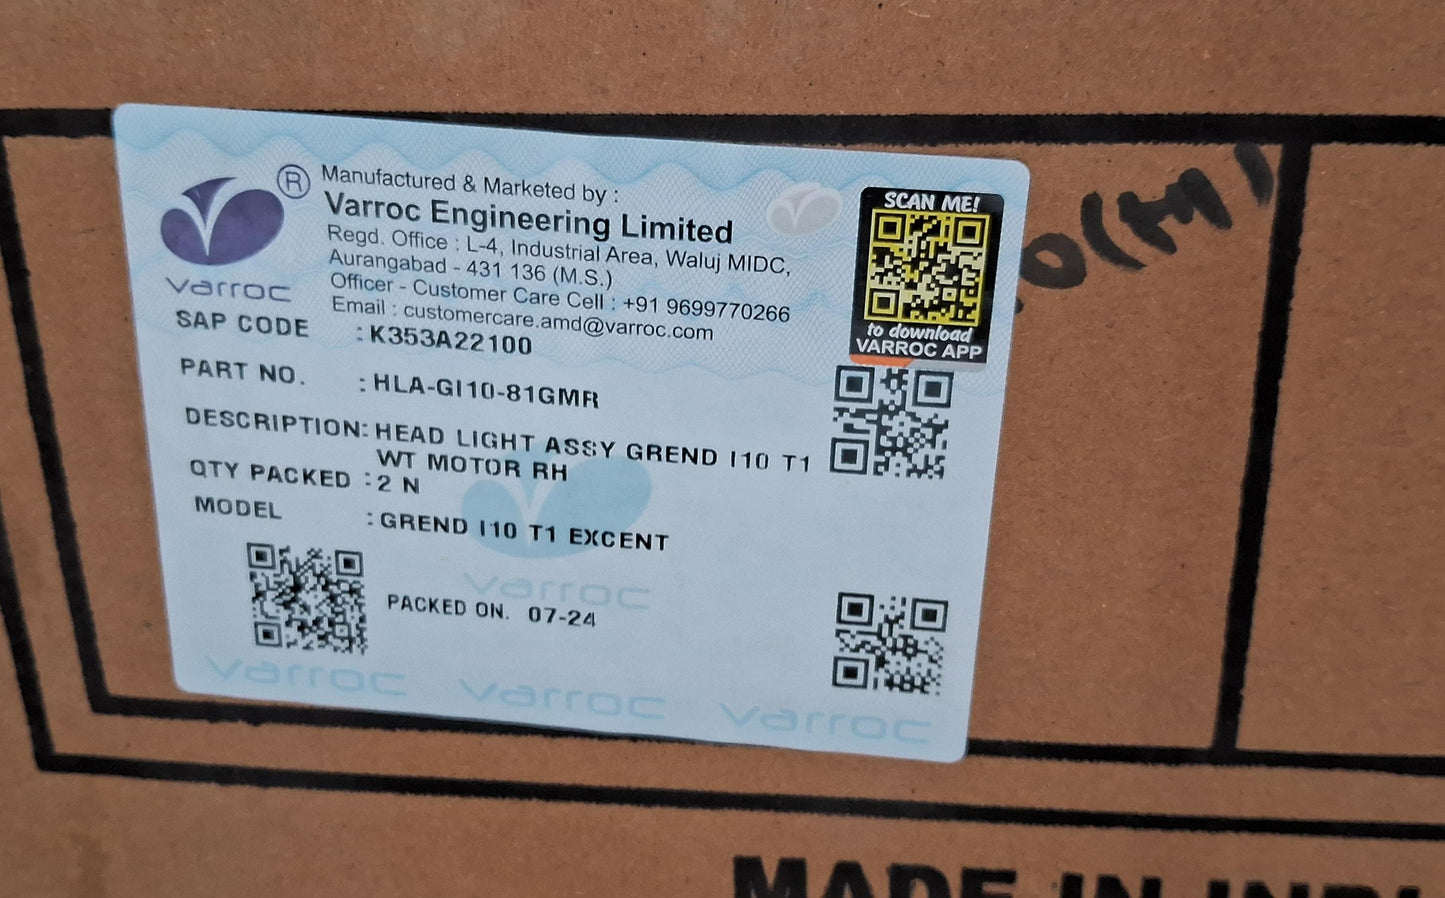 ® Manufactured & Marketed by :
Varroc Engineering Limited
Regd. Office : L-4, Industrial Area, Waluj MIDC,
Aurangabad - 431 136 (M.S.)
Officer - Customer Care Cell : +91 9699770266
Email : customercare.amd@varroc.com
varroc
SCAN ME!
to download
VARROC APP
SAP CODE : K353A22100
PART NO. : HLA-GI10-81GMR
DESCRIPTION: HEAD LIGHT ASSY GREND I10 T1
WT MOTOR RH
QTY PACKED : 2 N
MODEL : GREND I10 T1 EXCENT
varroc
PACKED ON. 07-24
varroc varroc varroc
MADE IN